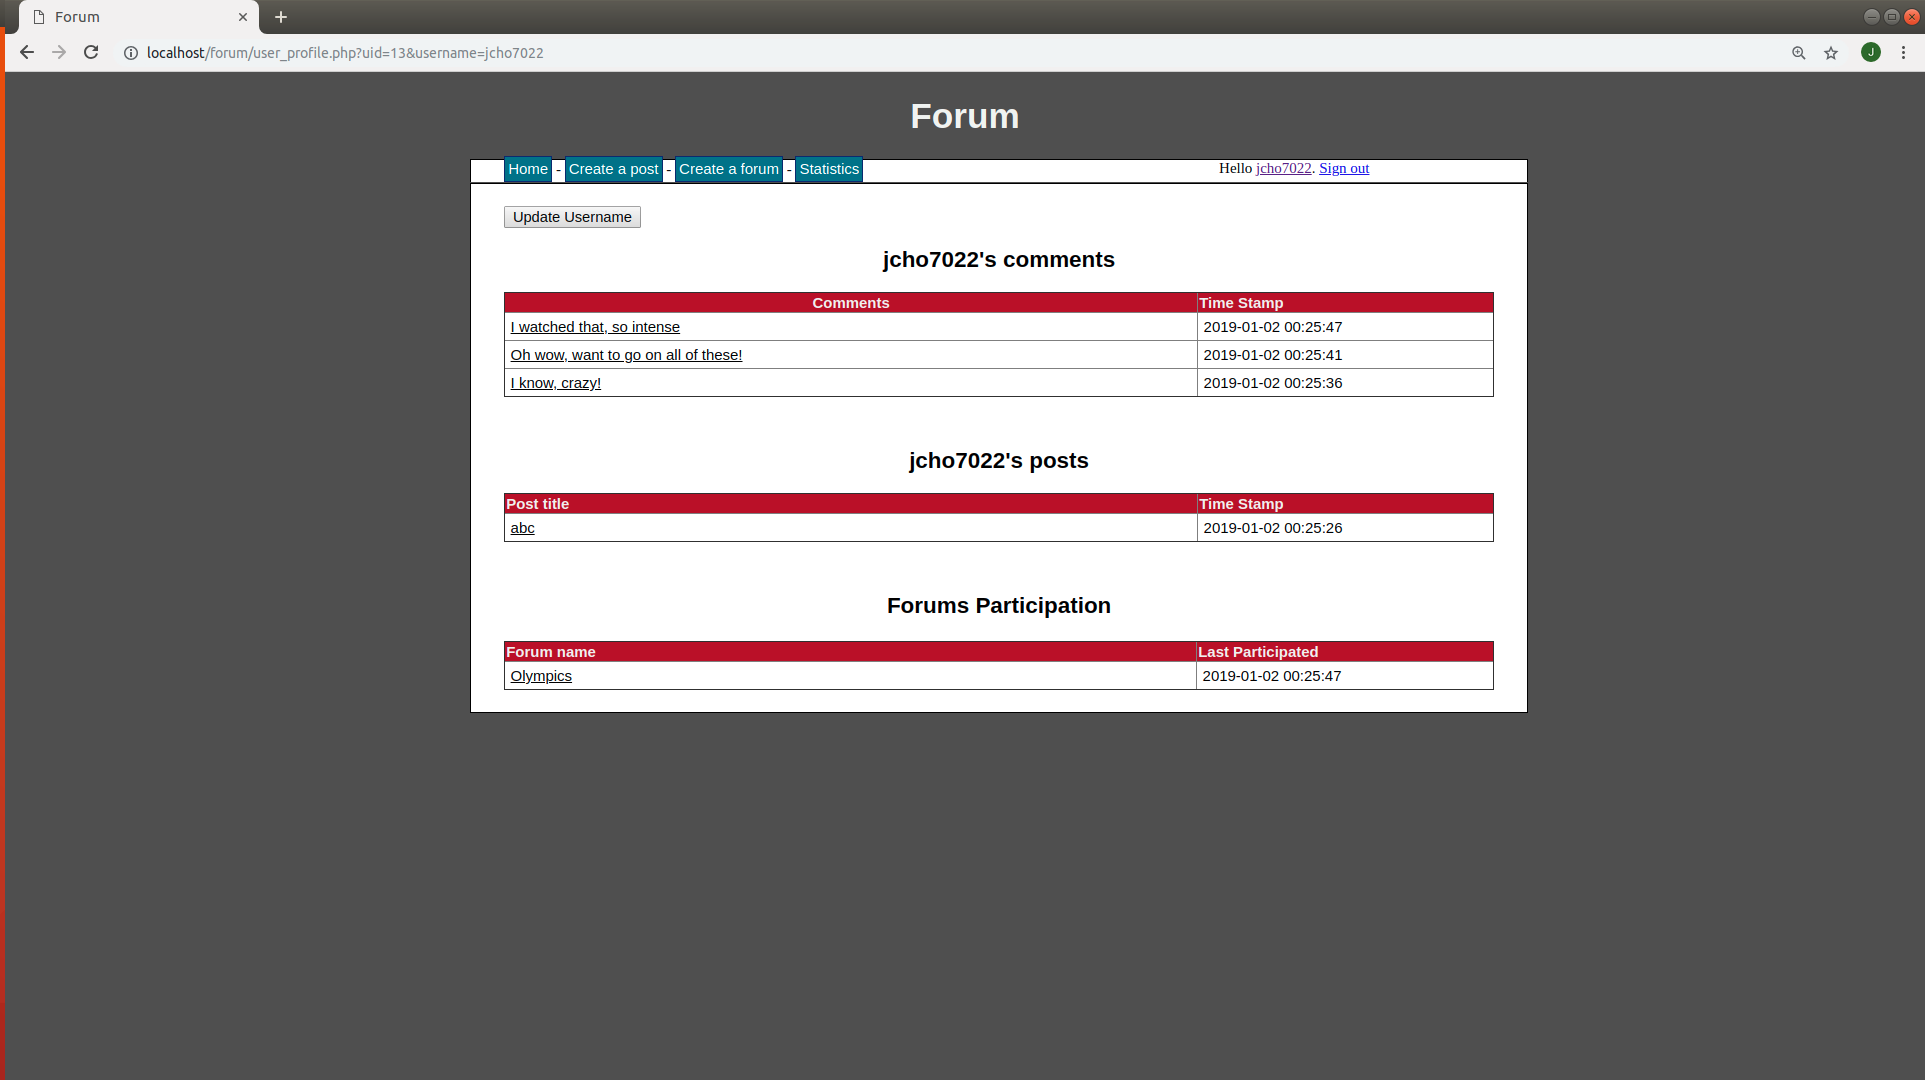 Forum
localhost/forum/user_profile.php?uid=13&username=jcho7022
J
Forum
Home - Create a post - Create a forum - Statistics
Hello jcho7022. Sign out
Update Username
jcho7022's comments
Comments Time Stamp
I watched that, so intense 2019-01-02 00:25:47
Oh wow, want to go on all of these! 2019-01-02 00:25:41
I know, crazy! 2019-01-02 00:25:36
jcho7022's posts
Post title Time Stamp
abc 2019-01-02 00:25:26
Forums Participation
Forum name Last Participated
Olympics 2019-01-02 00:25:47